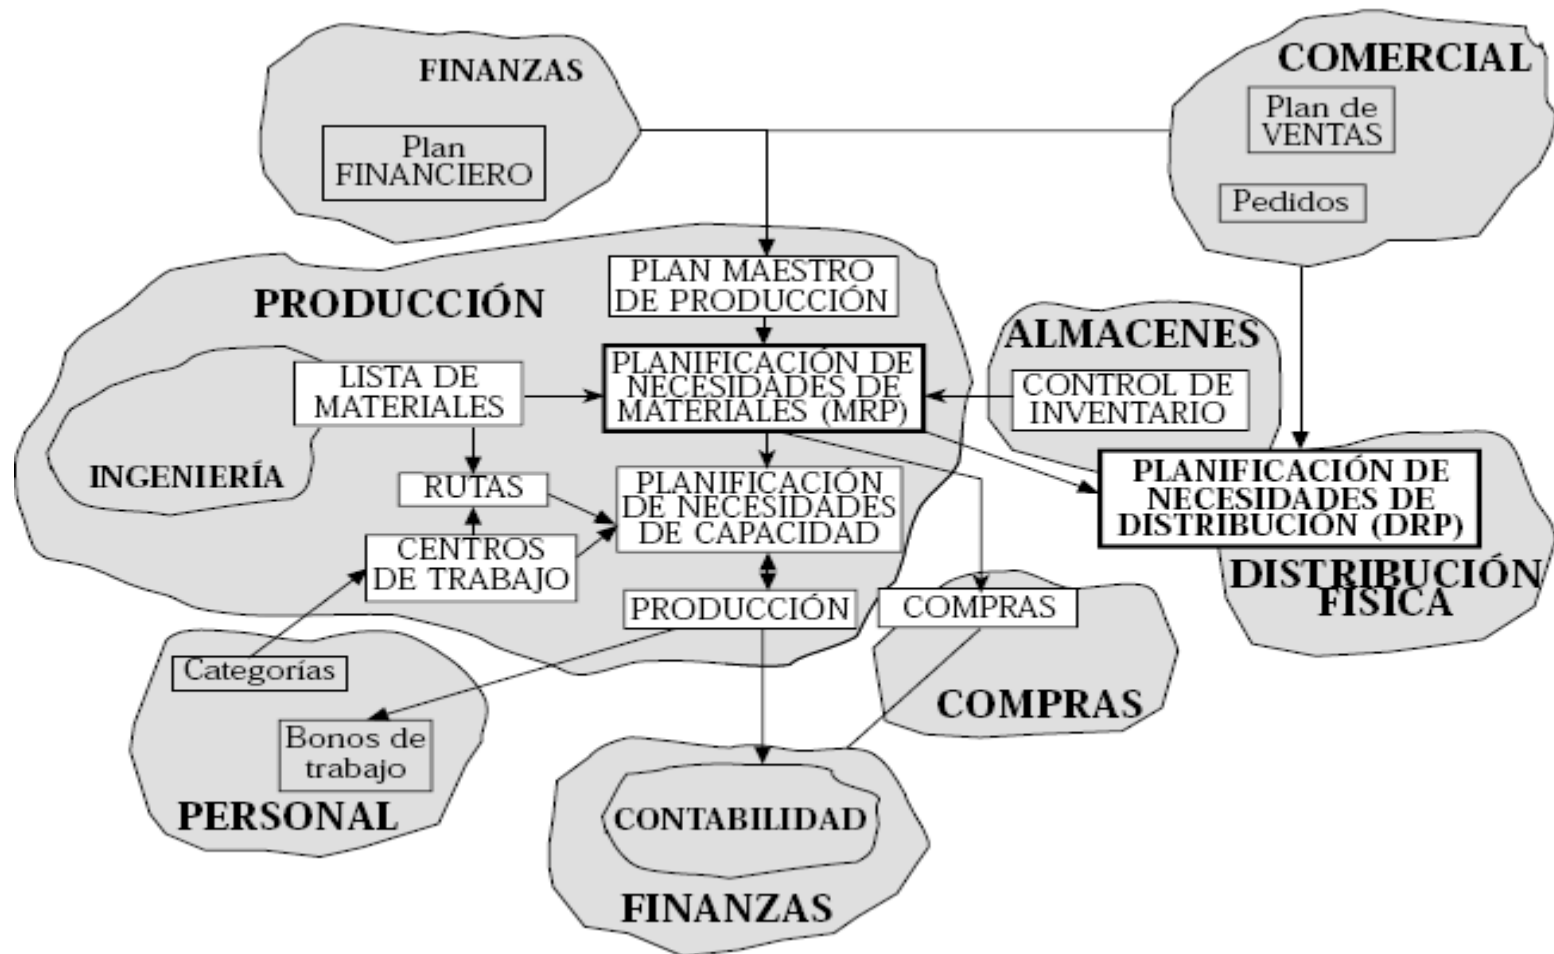 FINANZAS
Plan
FINANCIERO
COMERCIAL
Plan de
VENTAS
Pedidos
PRODUCCIÓN
PLAN MAESTRO
DE PRODUCCIÓN
ALMACENES
CONTROL DE
INVENTARIO
PLANIFICACIÓN DE
NECESIDADES DE
MATERIALES (MRP)
LISTA DE
MATERIALES
INGENIERÍA
RUTAS
CENTROS
DE TRABAJO
PLANIFICACIÓN
DE NECESIDADES
DE CAPACIDAD
PRODUCCIÓN
PLANIFICACIÓN DE
NECESIDADES DE
DISTRIBUCIÓN (DRP)
DISTRIBUCIÓN
FÍSICA
COMPRAS
COMPRAS
Categorías
Bonos de
trabajo
PERSONAL
CONTABILIDAD
FINANZAS